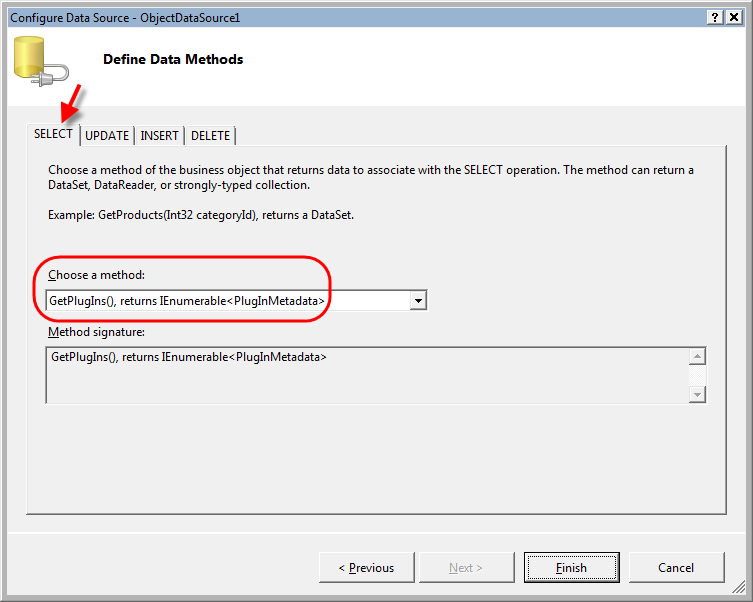 Configure Data Source - ObjectDataSource1
?
Define Data Methods
SELECT UPDATE INSERT DELETE
Choose a method of the business object that returns data to associate with the SELECT operation. The method can return a
DataSet, DataReader, or strongly-typed collection.
Example: GetProducts(Int32 categoryId), returns a DataSet.
Choose a method:
GetPlugIns(), returns IEnumerable<PlugInMetadata>
Method signature:
GetPlugIns(), returns IEnumerable<PlugInMetadata>
< Previous Next > Finish Cancel